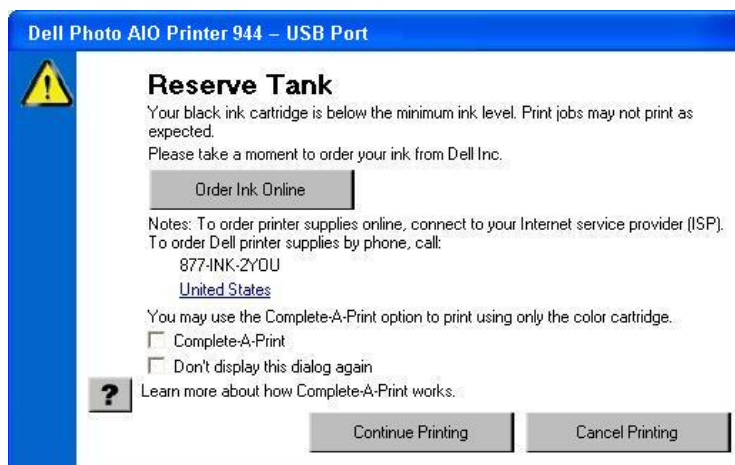 Dell Photo AIO Printer 944 – USB Port
Reserve Tank
Your black ink cartridge is below the minimum ink level. Print jobs may not print as
expected.
Please take a moment to order your ink from Dell Inc.
Order Ink Online
Notes: To order printer supplies online, connect to your Internet service provider (ISP).
To order Dell printer supplies by phone, call:
877-INK-2YOU
United States
You may use the Complete-A-Print option to print using only the color cartridge.
Complete-A-Print
Don't display this dialog again
? Learn more about how Complete-A-Print works.
Continue Printing Cancel Printing